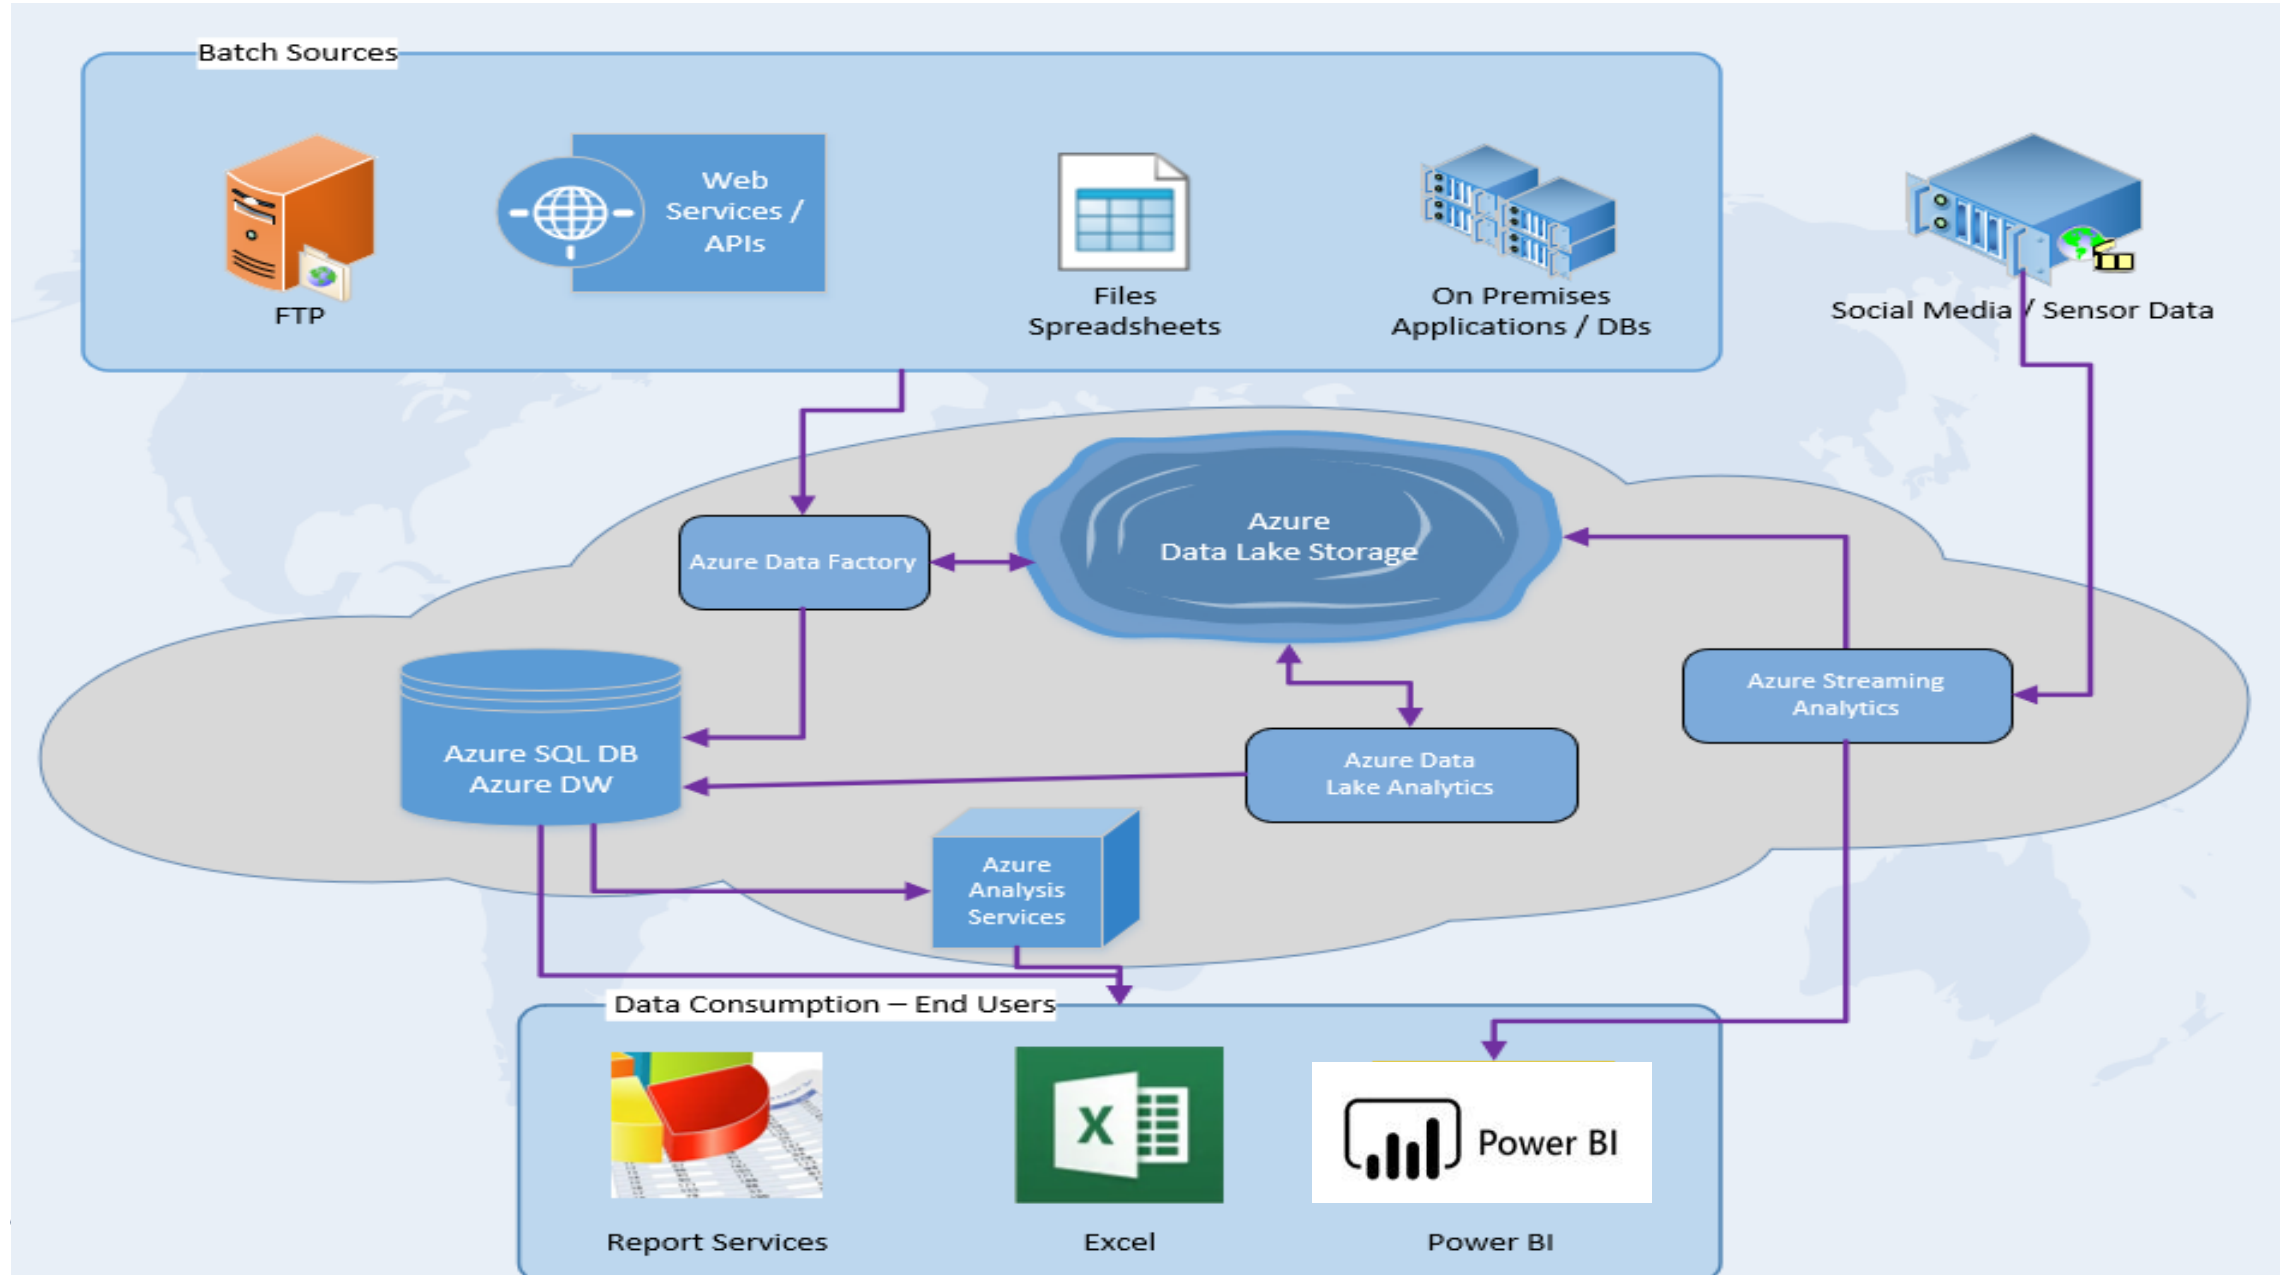 Batch Sources
Web
Services /
APIs
FTP
Files
Spreadsheets
On Premises
Applications / DBs
Social Media / Sensor Data
Azure
Data Lake Storage
Azure Data Factory
Azure Streaming
Analytics
Azure SQL DB
Azure DW
Azure Data
Lake Analytics
Azure
Analysis
Services
Data Consumption – End Users
X
Power BI
Report Services
Excel
Power BI